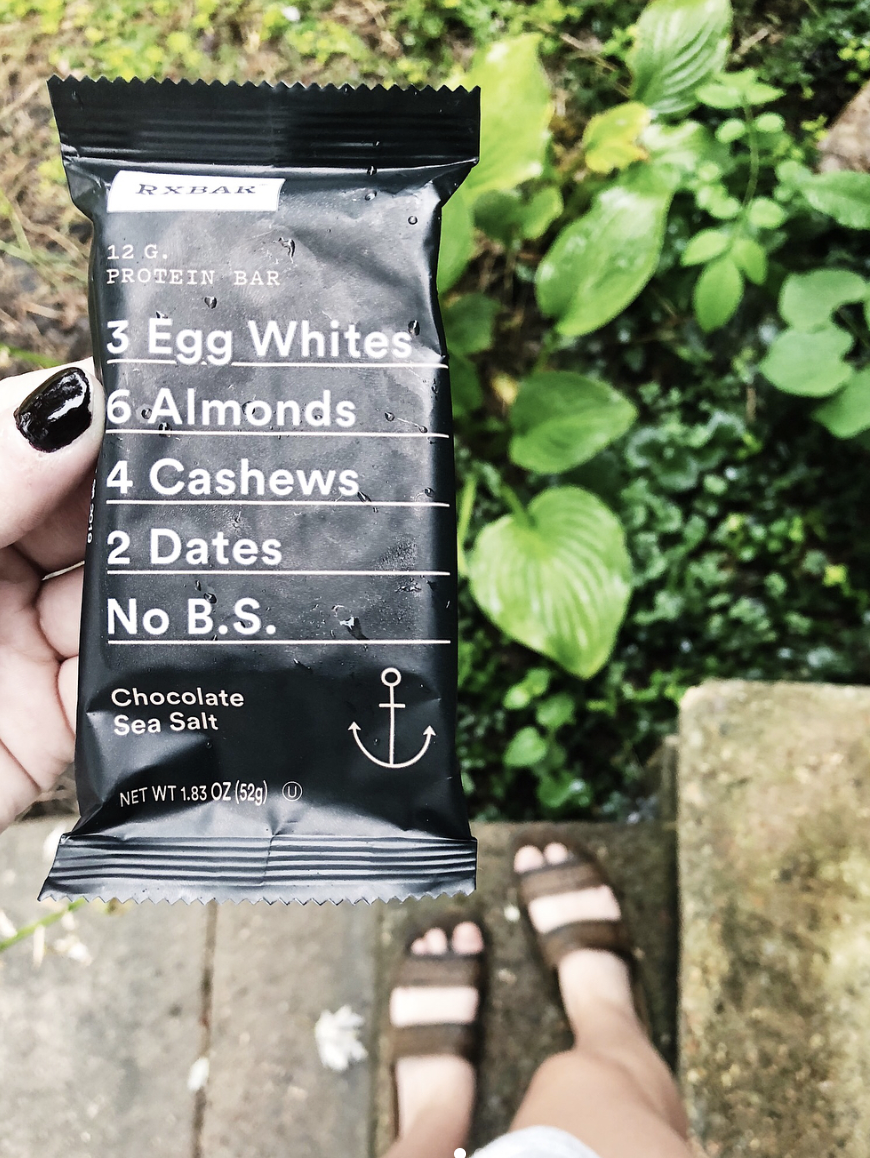 RXBAR
12 G.
PROTEIN BAR
3 Egg Whites
6 Almonds
4 Cashews
2 Dates
No B.S.
Chocolate
Sea Salt
NET WT 1.83 OZ (52g) Ⓤ